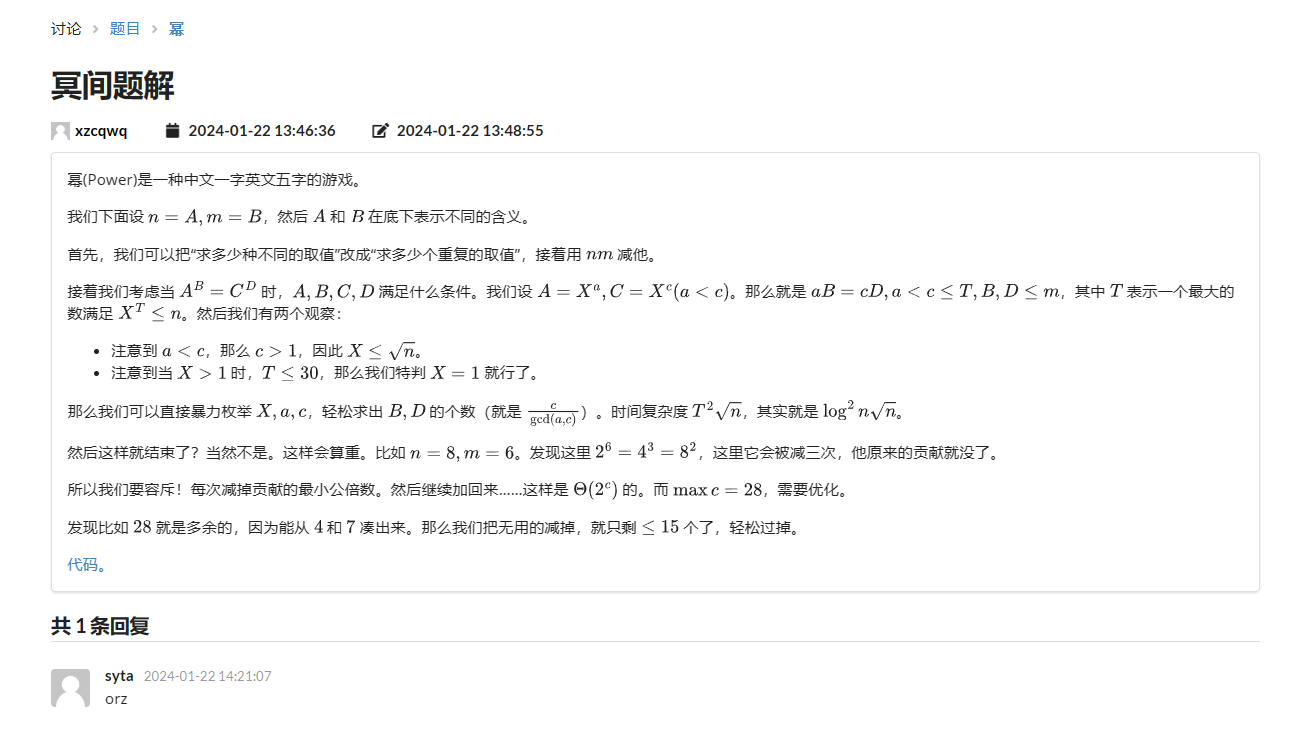 讨论 > 题目 > 幂
冥间题解
xzcqwq 2024-01-22 13:46:36 2024-01-22 13:48:55
幂(Power)是一种中文一字英文五字的游戏。
我们下面设 n = A, m = B，然后 A 和 B 在底下表示不同的含义。
首先，我们可以把“求多少种不同的取值”改成“求多少个重复的取值”，接着用 nm 减他。
接着我们考虑当 A^B = C^D 时，A, B, C, D 满足什么条件。我们设 A = X^a, C = X^c(a < c)。那么就是 aB = cD, a < c ≤ T, B, D ≤ m，其中 T 表示一个最大的
数满足 X^T ≤ n。然后我们有两个观察：
• 注意到 a < c，那么 c > 1，因此 X ≤ √n。
• 注意到当 X > 1 时，T ≤ 30，那么我们特判 X = 1 就行了。
那么我们可以直接暴力枚举 X, a, c，轻松求出 B, D 的个数（就是 c/gcd(a,c)）。时间复杂度 T^2√n，其实就是 log^2 n√n。
然后这样就结束了？当然不是。这样会算重。比如 n = 8, m = 6。发现这里 2^6 = 4^3 = 8^2，这里它会被减三次，他原来的贡献就没了。
所以我们要容斥！每次减掉贡献的最小公倍数。然后继续加回来......这样是 Θ(2^c) 的。而 max c = 28，需要优化。
发现比如 28 就是多余的，因为能从 4 和 7 凑出来。那么我们把无用的减掉，就只剩 ≤ 15 个了，轻松过掉。
代码。
共 1 条回复
syta 2024-01-22 14:21:07
orz